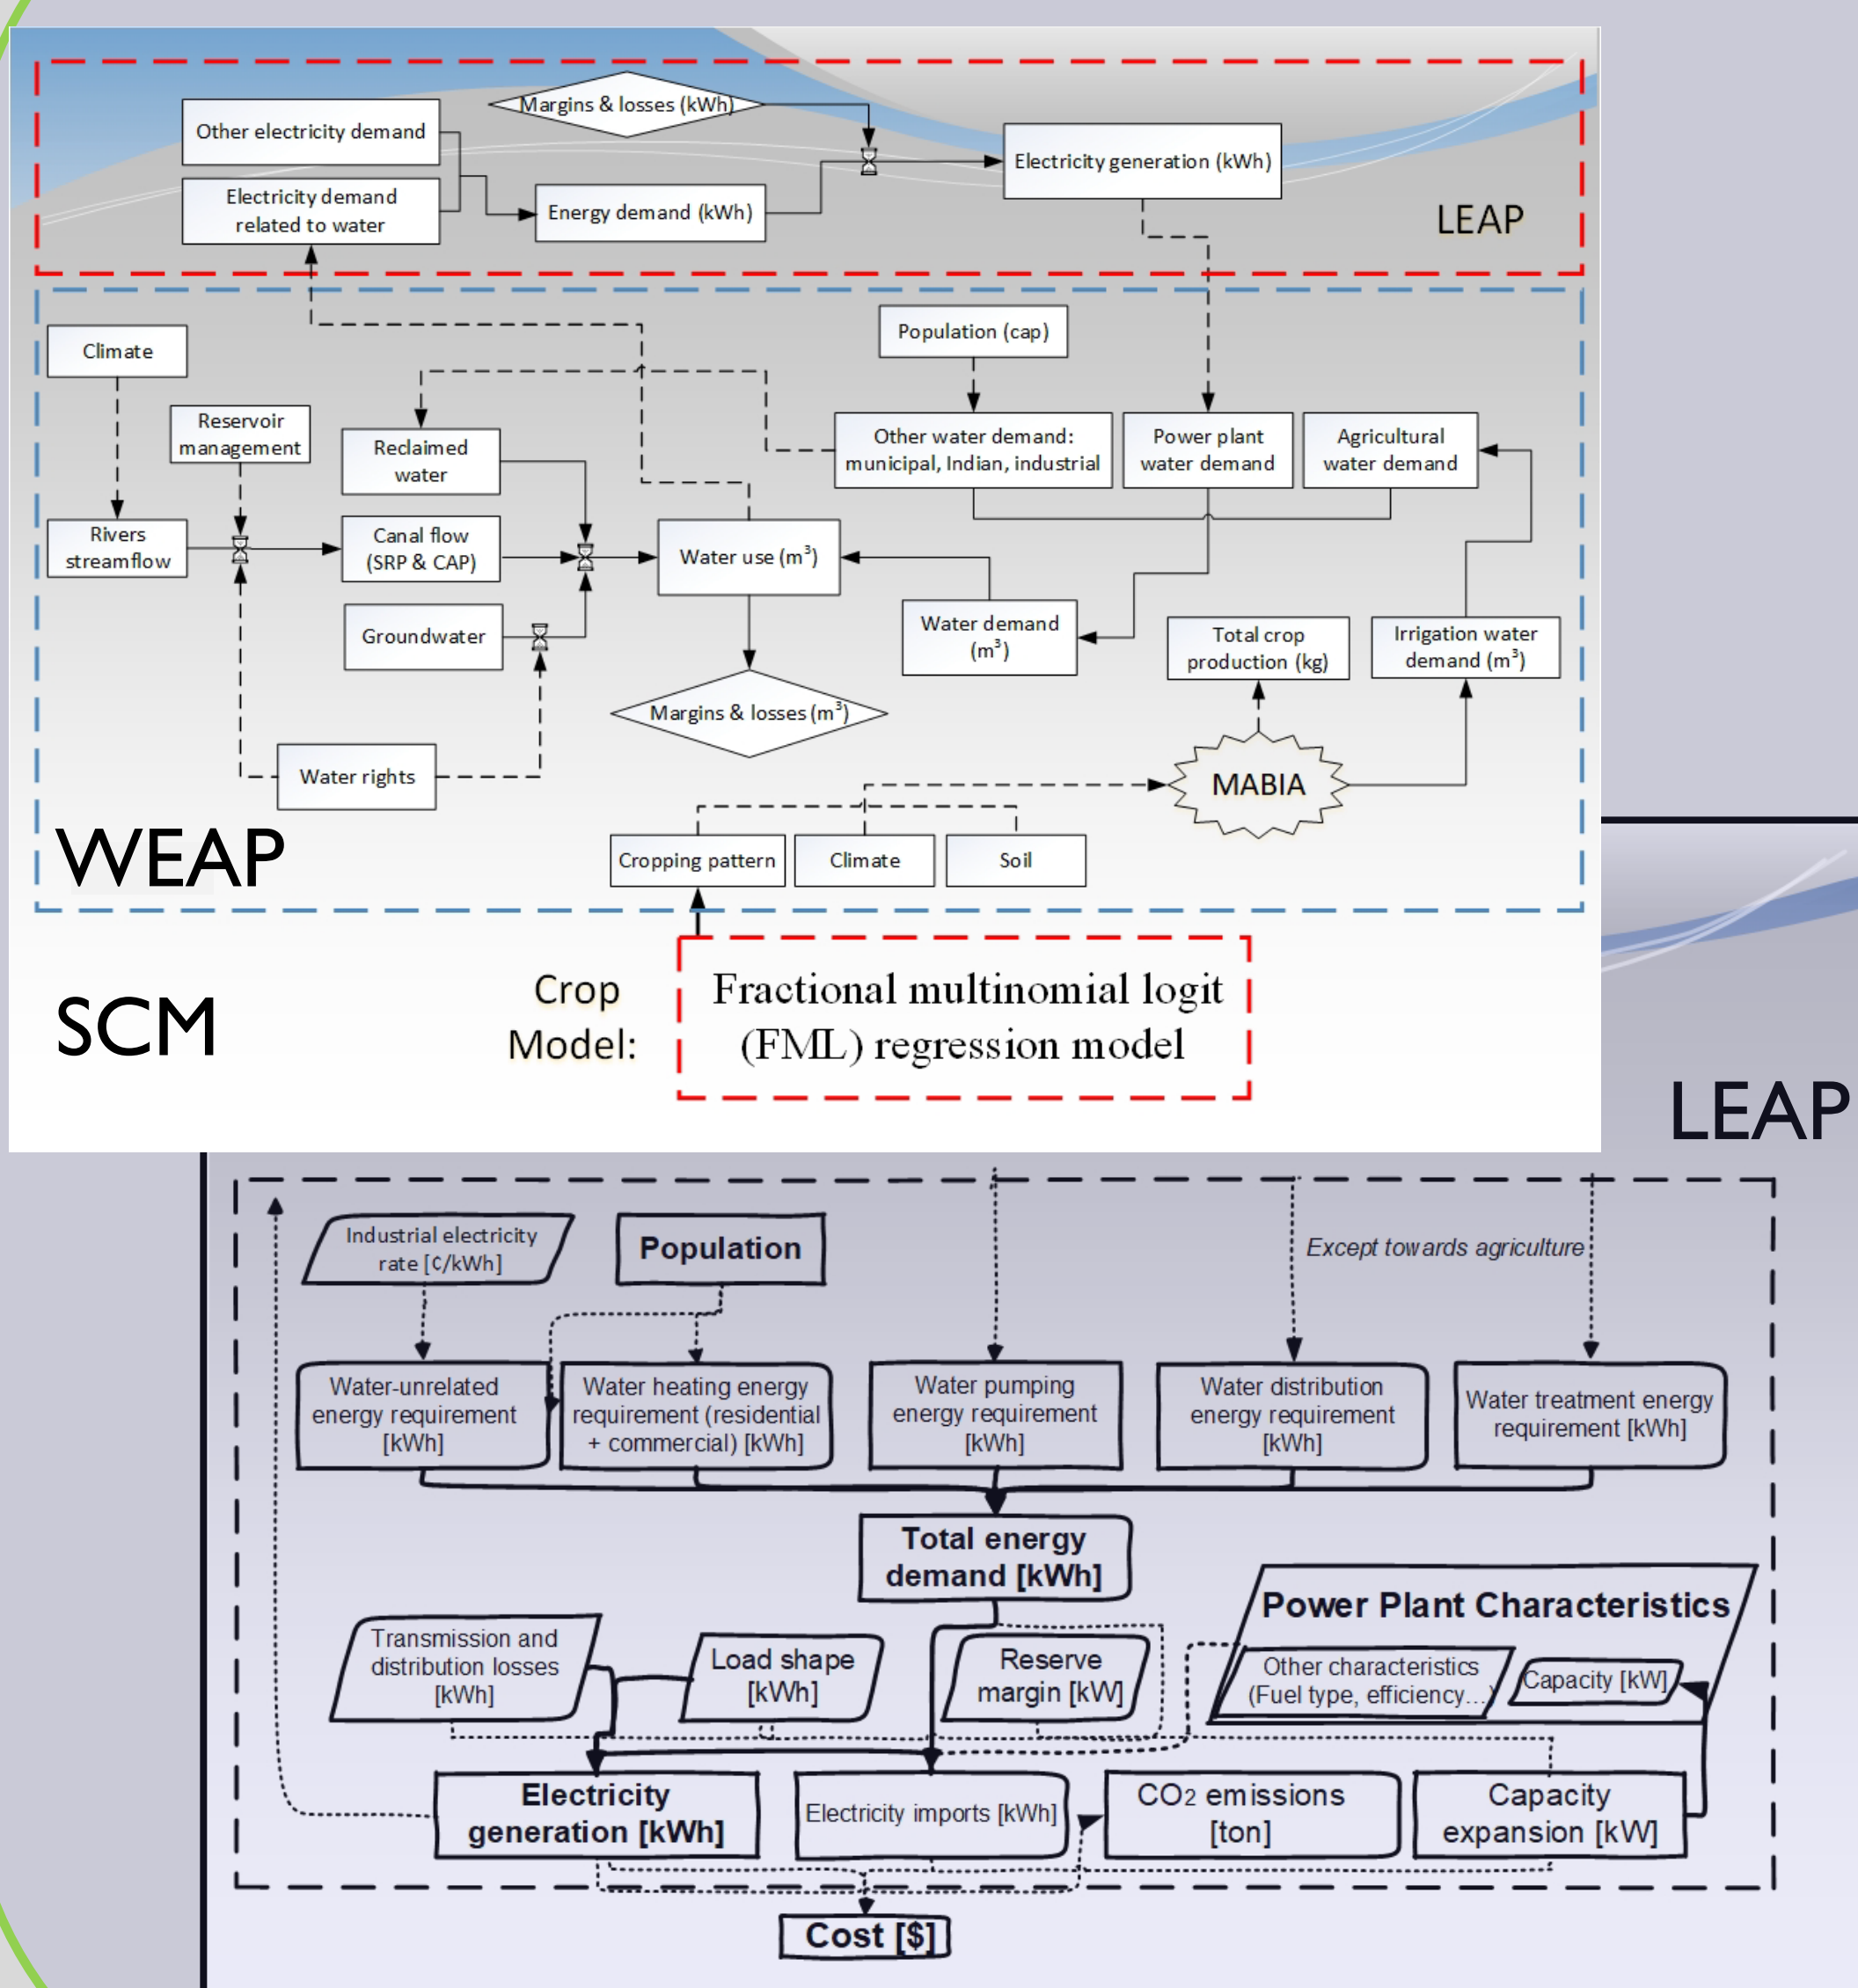 Margins & losses (kWh)
Other electricity demand
Electricity generation (kWh)
Electricity demand
related to water
Energy demand (kWh)
LEAP
Population (cap)
Climate
Reservoir
management
Reclaimed
water
Other water demand:
municipal, Indian, industrial
Power plant
water demand
Agricultural
water demand
Rivers
streamflow
Canal flow
(SRP & CAP)
Water use (m³)
Groundwater
Water demand
(m³)
Total crop
production (kg)
Irrigation water
demand (m³)
Margins & losses (m³)
Water rights
MABIA
WEAP
Cropping pattern
Climate
Soil
SCM
Crop
Model:
Fractional multinomial logit
(FML) regression model
LEAP
Industrial electricity
rate [¢/kWh]
Population
Except towards agriculture
Water-unrelated
energy requirement
[kWh]
Water heating energy
requirement (residential
+ commercial) [kWh]
Water pumping
energy requirement
[kWh]
Water distribution
energy requirement
[kWh]
Water treatment energy
requirement [kWh]
Total energy
demand [kWh]
Power Plant Characteristics
Transmission and
distribution losses
[kWh]
Load shape
[kWh]
Reserve
margin [kW]
Other characteristics
(Fuel type, efficiency...)
Capacity [kW]
Electricity
generation [kWh]
Electricity imports [kWh]
CO2 emissions
[ton]
Capacity
expansion [kW]
Cost [$]